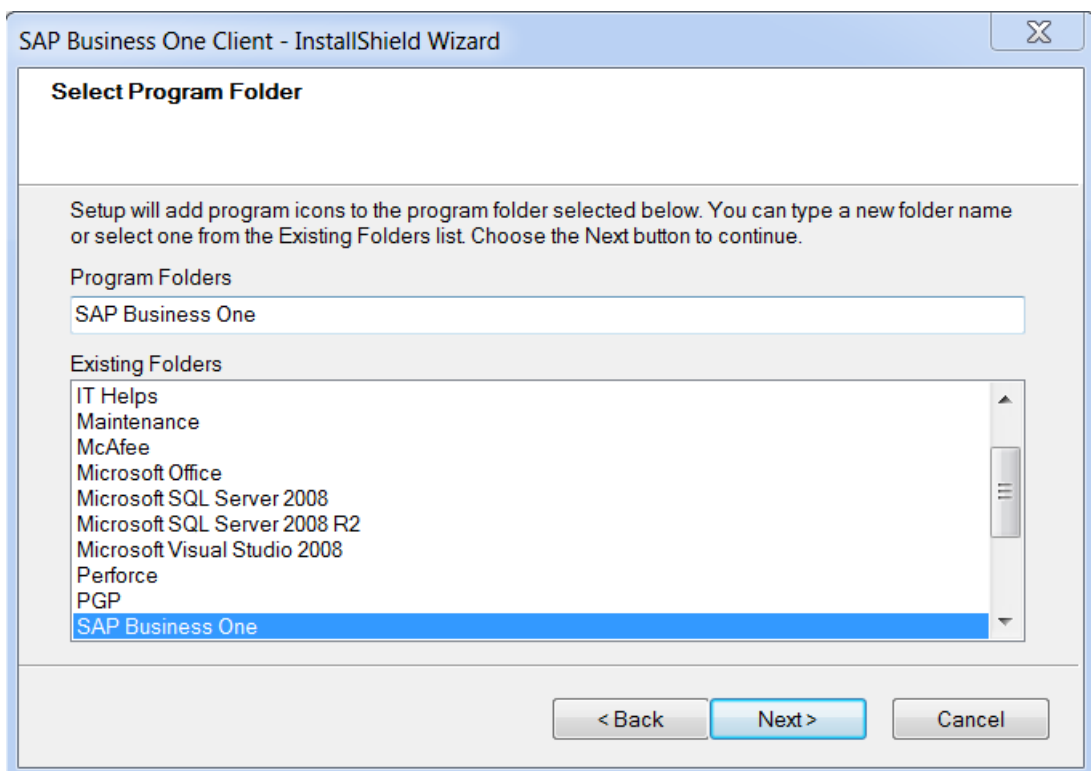 SAP Business One Client - InstallShield Wizard
Select Program Folder
Setup will add program icons to the program folder selected below. You can type a new folder name
or select one from the Existing Folders list. Choose the Next button to continue.
Program Folders
SAP Business One
Existing Folders
IT Helps
Maintenance
McAfee
Microsoft Office
Microsoft SQL Server 2008
Microsoft SQL Server 2008 R2
Microsoft Visual Studio 2008
Perforce
PGP
SAP Business One
< Back Next > Cancel